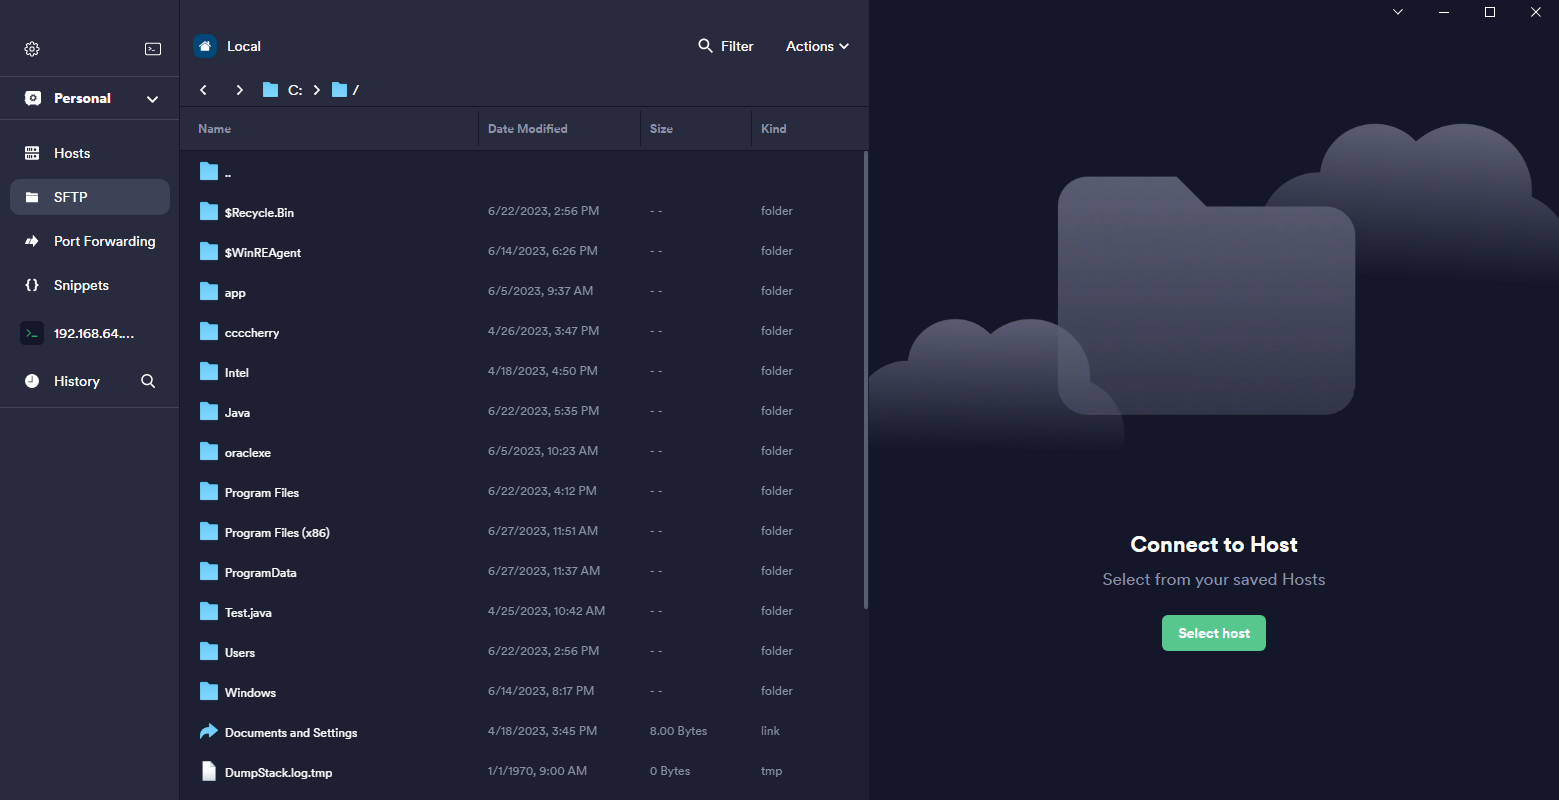 Personal
Hosts
SFTP
Port Forwarding
Snippets
192.168.64....
History
Local
Filter
Actions
C:
/
Name Date Modified Size Kind
..
$Recycle.Bin 6/22/2023, 2:56 PM - - folder
$WinREAgent 6/14/2023, 6:26 PM - - folder
app 6/5/2023, 9:37 AM - - folder
ccccherry 4/26/2023, 3:47 PM - - folder
Intel 4/18/2023, 4:50 PM - - folder
Java 6/22/2023, 5:35 PM - - folder
oraclexe 6/5/2023, 10:23 AM - - folder
Program Files 6/22/2023, 4:12 PM - - folder
Program Files (x86) 6/27/2023, 11:51 AM - - folder
ProgramData 6/27/2023, 11:37 AM - - folder
Test.java 4/25/2023, 10:42 AM - - folder
Users 6/22/2023, 2:56 PM - - folder
Windows 6/14/2023, 8:17 PM - - folder
Documents and Settings 4/18/2023, 3:45 PM 8.00 Bytes link
DumpStack.log.tmp 1/1/1970, 9:00 AM 0 Bytes tmp
Connect to Host
Select from your saved Hosts
Select host